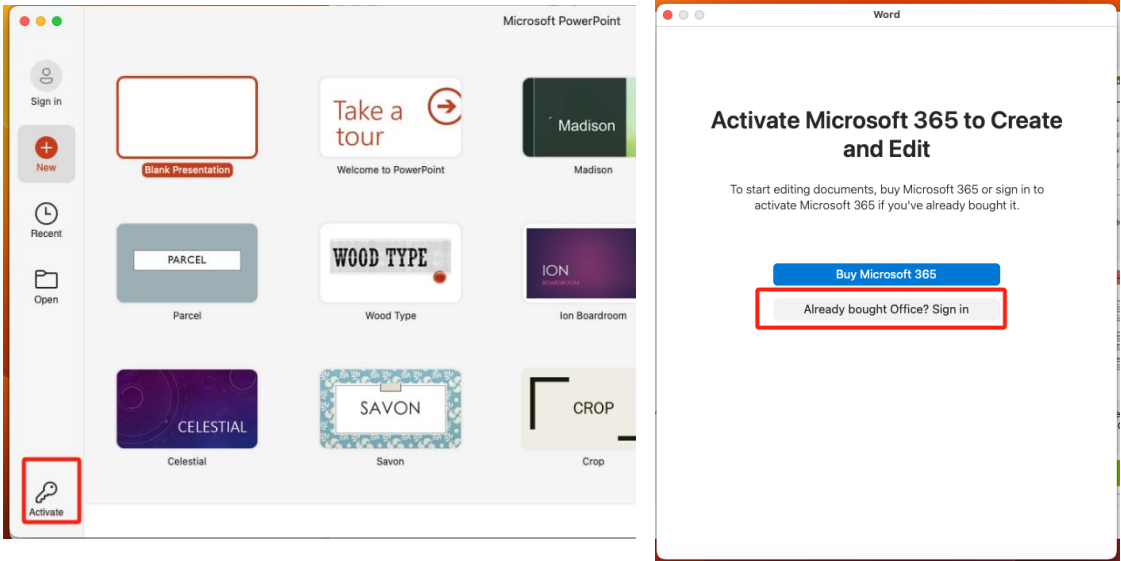 Microsoft PowerPoint
Sign in
New
Recent
Open
Activate
Blank Presentation
Take a
tour
Welcome to PowerPoint
Madison
Madison
PARCEL
Parcel
WOOD TYPE
Wood Type
ION
BOARDROOM
Ion Boardroom
CELESTIAL
Celestial
SAVON
Savon
CROP
Crop
Word
Activate Microsoft 365 to Create
and Edit
To start editing documents, buy Microsoft 365 or sign in to
activate Microsoft 365 if you've already bought it.
Buy Microsoft 365
Already bought Office? Sign in